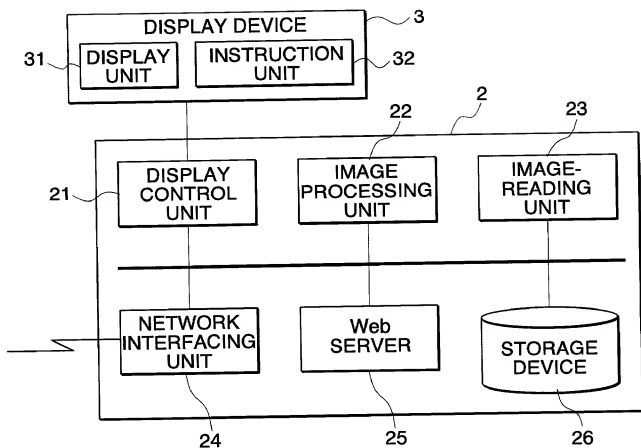 DISPLAY DEVICE
3
31
DISPLAY
UNIT
INSTRUCTION
UNIT
32
2
22
23
21
DISPLAY
CONTROL
UNIT
IMAGE
PROCESSING
UNIT
IMAGE-
READING
UNIT
NETWORK
INTERFACING
UNIT
Web
SERVER
STORAGE
DEVICE
24
25
26